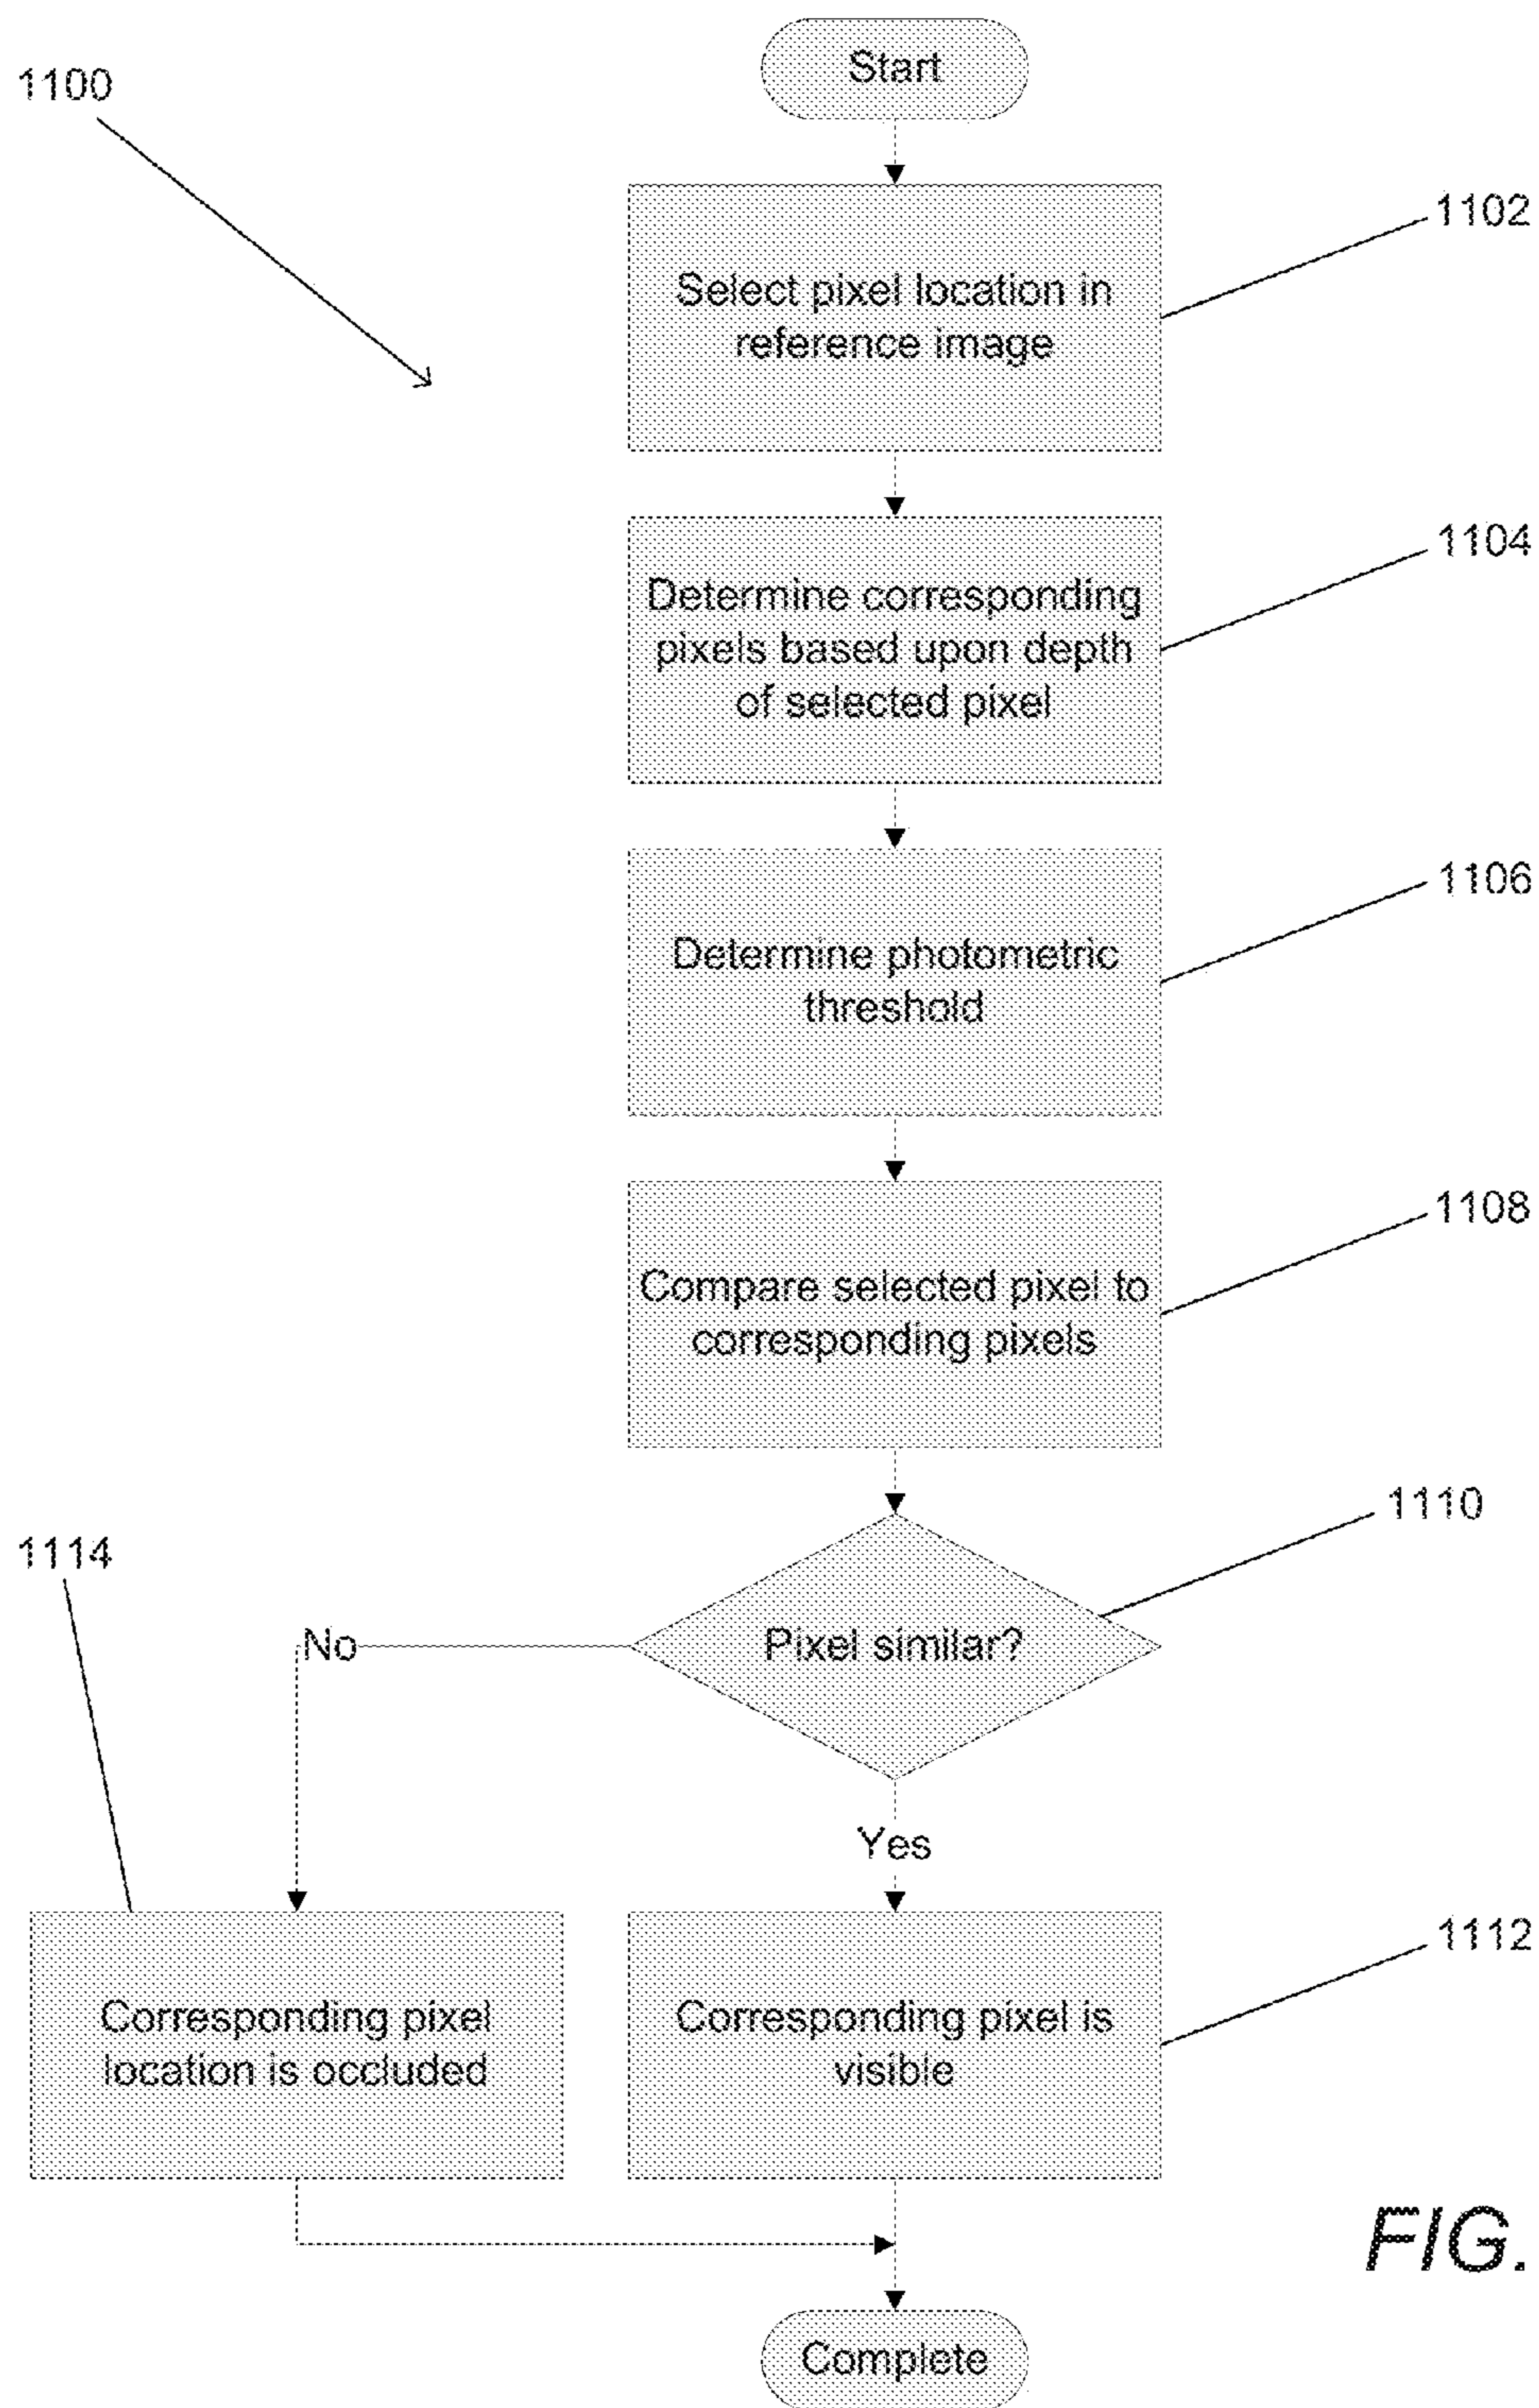 Start
1100
1102
Select pixel location in
reference image
1104
Determine corresponding
pixels based upon depth
of selected pixel
1106
Determine photometric
threshold
1108
Compare selected pixel to
corresponding pixels
1110
1114
No
Pixel similar?
Yes
1112
Corresponding pixel
location is occluded
Corresponding pixel is
visible
FIG.
Complete